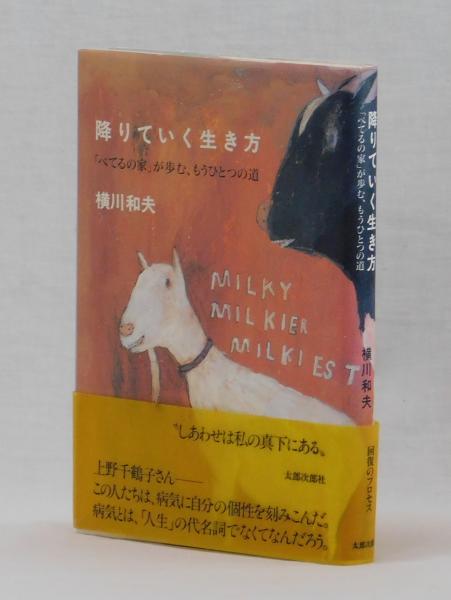 降りていく生き方
「べてるの家」が歩む、もうひとつの道
横川和夫
MILKY
MILKIER
MILKIEST
〝しあわせは私の真下にある〟
太郎次郎社
上野千鶴子さん——
この人たちは、病気に自分の個性を刻みこんだ。
病気とは、「人生」の代名詞でなくてなんだろう。
降りていく生き方
「べてるの家」が歩む、もうひとつの道
横川和夫
回復のプロセス
太郎次郎